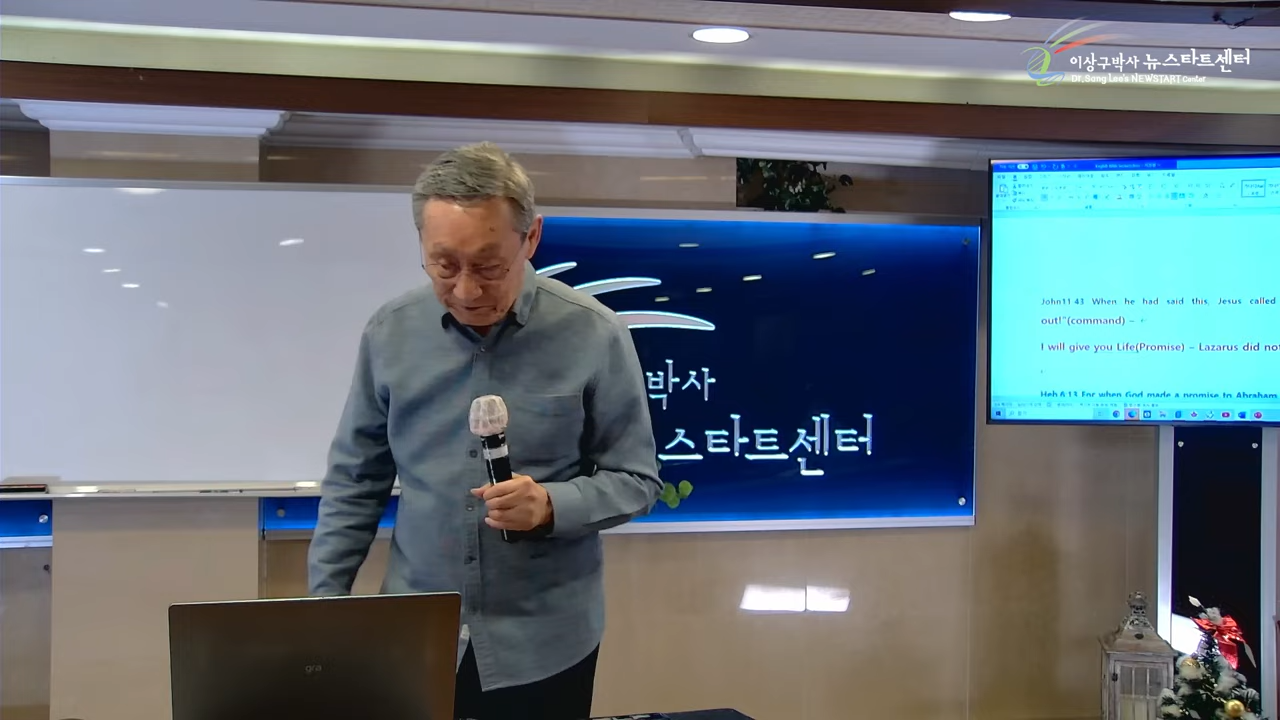 이상구박사 뉴스타트센터
Dr. Sang Lee's NEWSTART Center
John11:43 When he had said this, Jesus called
out!"(command) –
I will give you Life(Promise) – Lazarus did not
Heb 6:13 For when God made a promise to Abraham
박사
스타트센터
gra